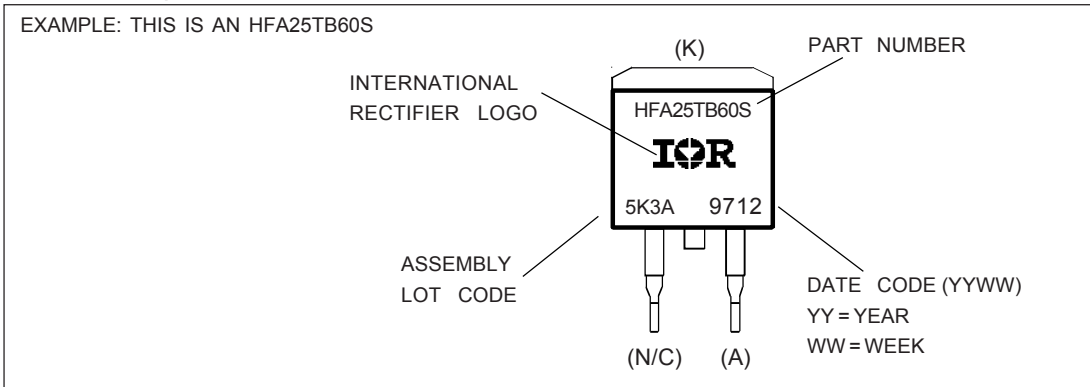 EXAMPLE: THIS IS AN HFA25TB60S
(K)
PART NUMBER
INTERNATIONAL
RECTIFIER LOGO
HFA25TB60S
IOR
5K3A 9712
ASSEMBLY
LOT CODE
DATE CODE (YYWW)
YY = YEAR
WW = WEEK
(N/C) (A)